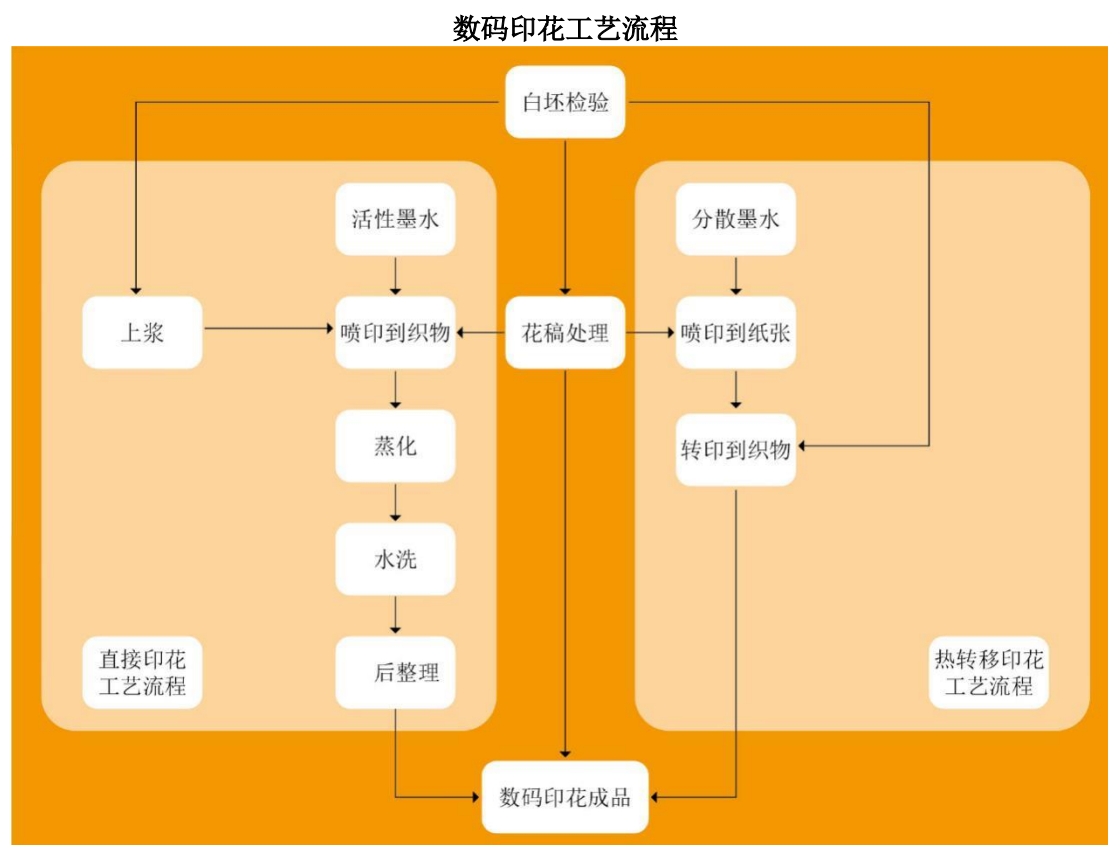 数码印花工艺流程
白坯检验
活性墨水
分散墨水
上浆
喷印到织物
花稿处理
喷印到纸张
蒸化
转印到织物
水洗
直接印花
工艺流程
后整理
热转移印花
工艺流程
数码印花成品